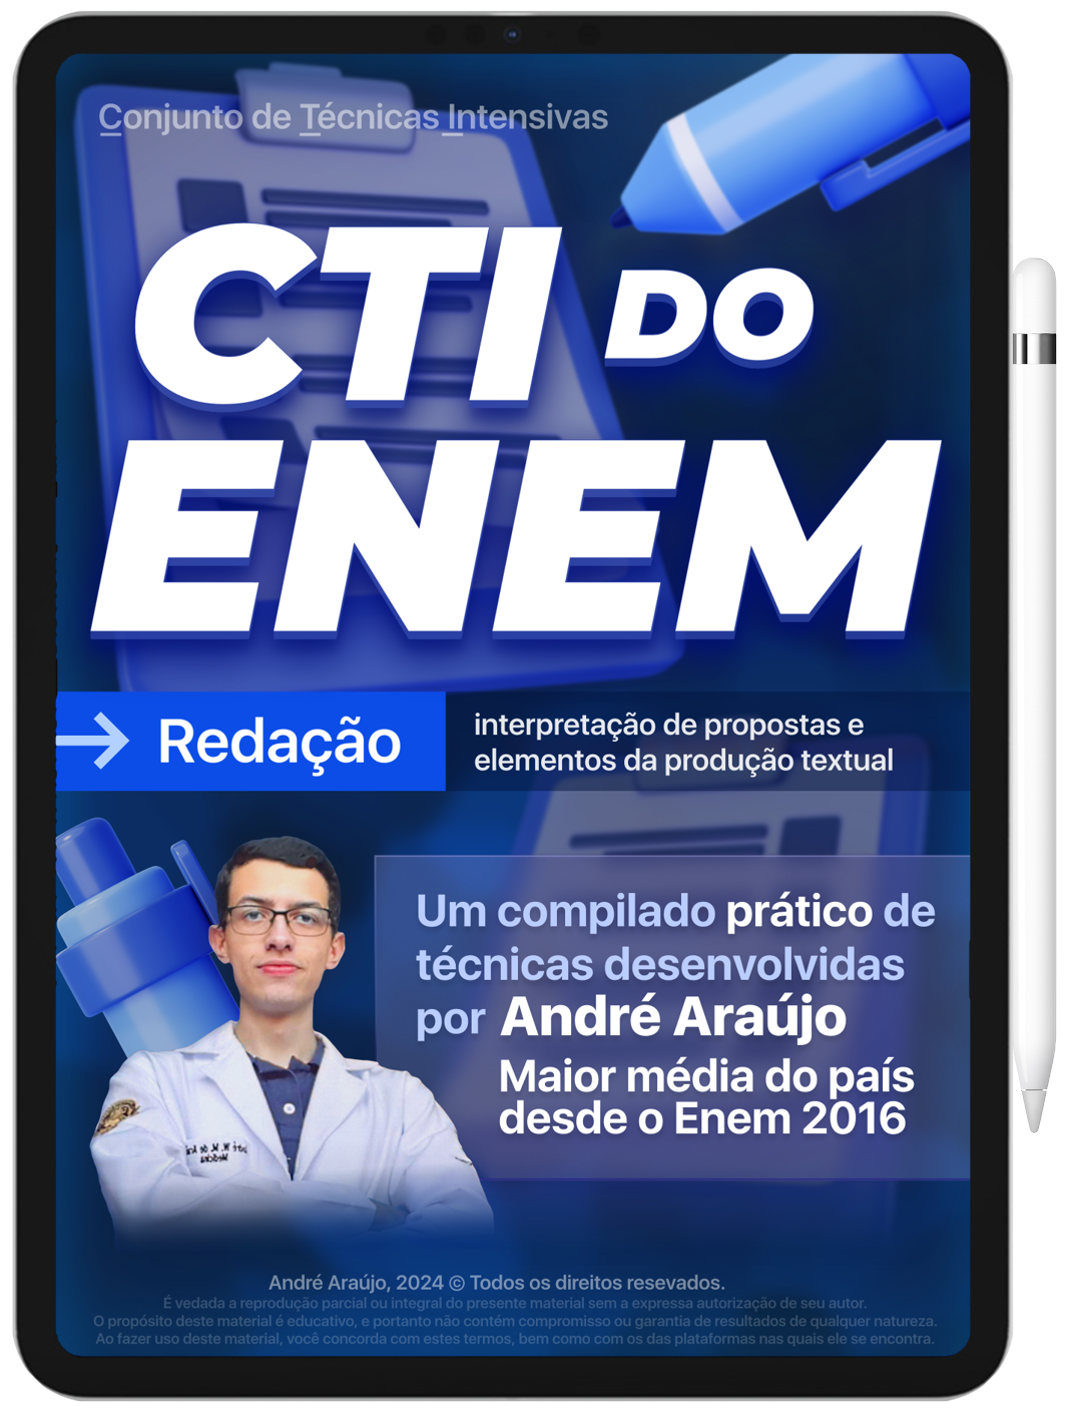 Conjunto de Técnicas Intensivas
CTI DO
ENEM
Redação
interpretação de propostas e
elementos da produção textual
Um compilado prático de
técnicas desenvolvidas
por André Araújo
Maior média do país
desde o Enem 2016
André Araújo, 2024 © Todos os direitos resevados.
É vedada a reprodução parcial ou integral do presente material sem a expressa autorização de seu autor.
O propósito deste material é educativo, e portanto não contém compromisso ou garantia de resultados de qualquer natureza.
Ao fazer uso deste material, você concorda com estes termos, bem como com os das plataformas nas quais ele se encontra.